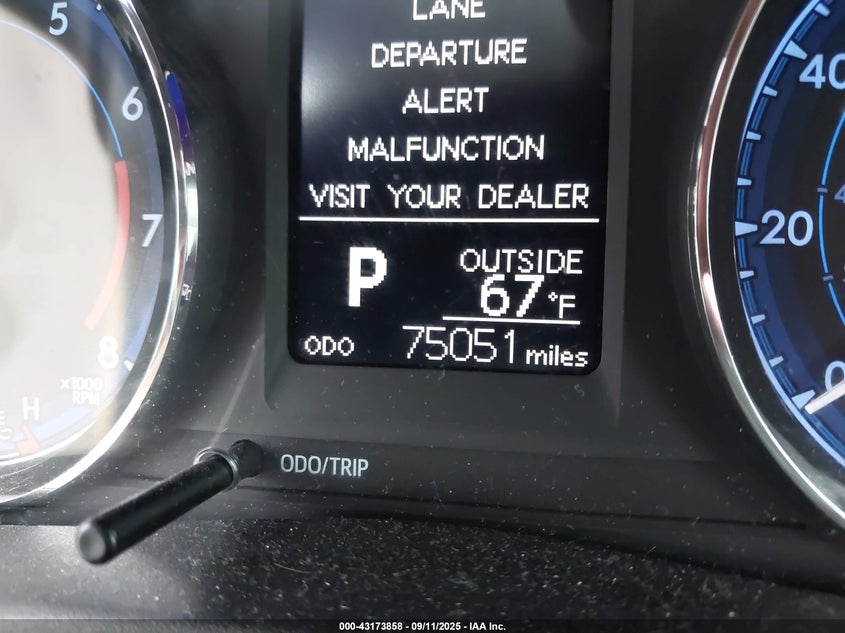 LANE
DEPARTURE
ALERT
MALFUNCTION
VISIT YOUR DEALER
P
OUTSIDE
67°F
ODO 75051 miles
5
6
7
8
x1000
RPM
H
40
20
0
ODO/TRIP
000-43173858 - 09/11/2025 - IAA Inc.